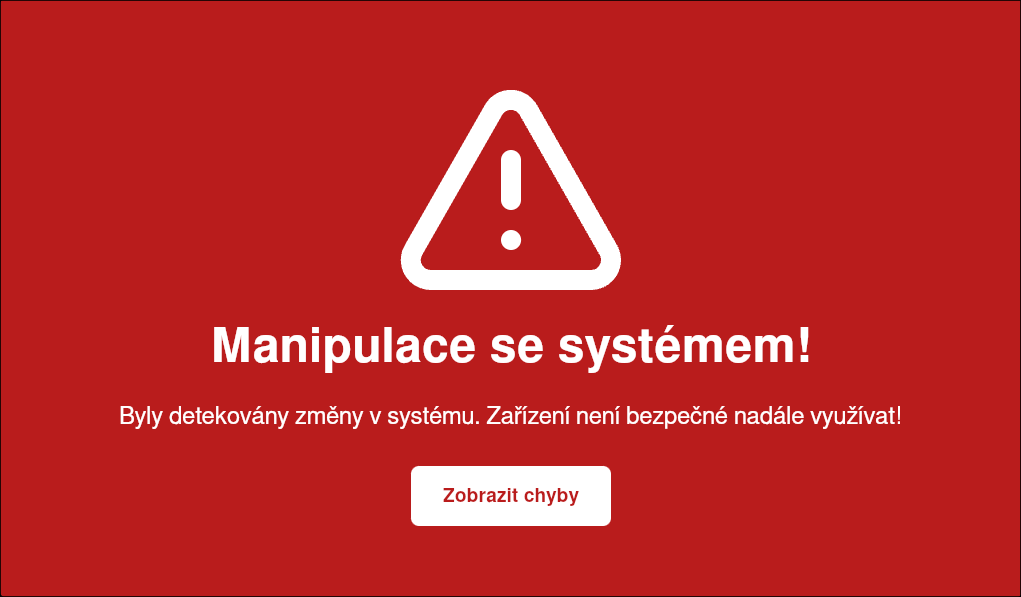 Manipulace se systémem!
Byly detekovány změny v systému. Zařízení není bezpečné nadále využívat!
Zobrazit chyby